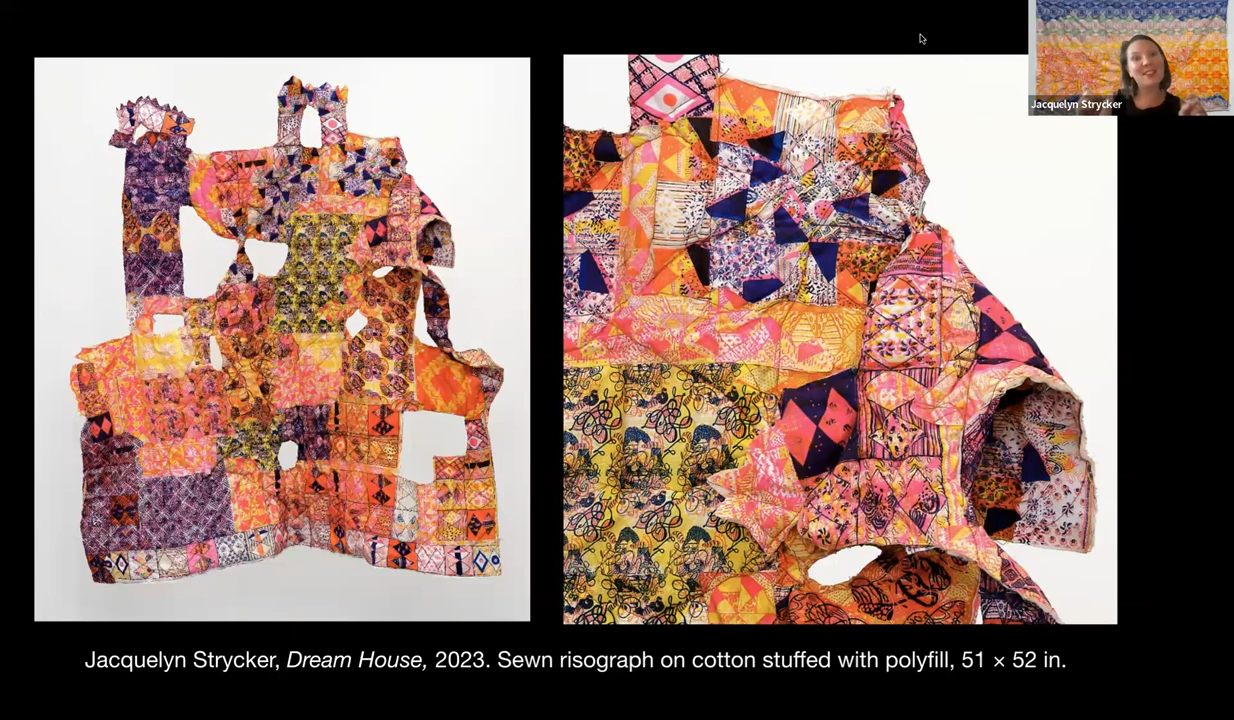 Jacquelyn Strycker
Jacquelyn Strycker, Dream House, 2023. Sewn risograph on cotton stuffed with polyfill, 51 × 52 in.